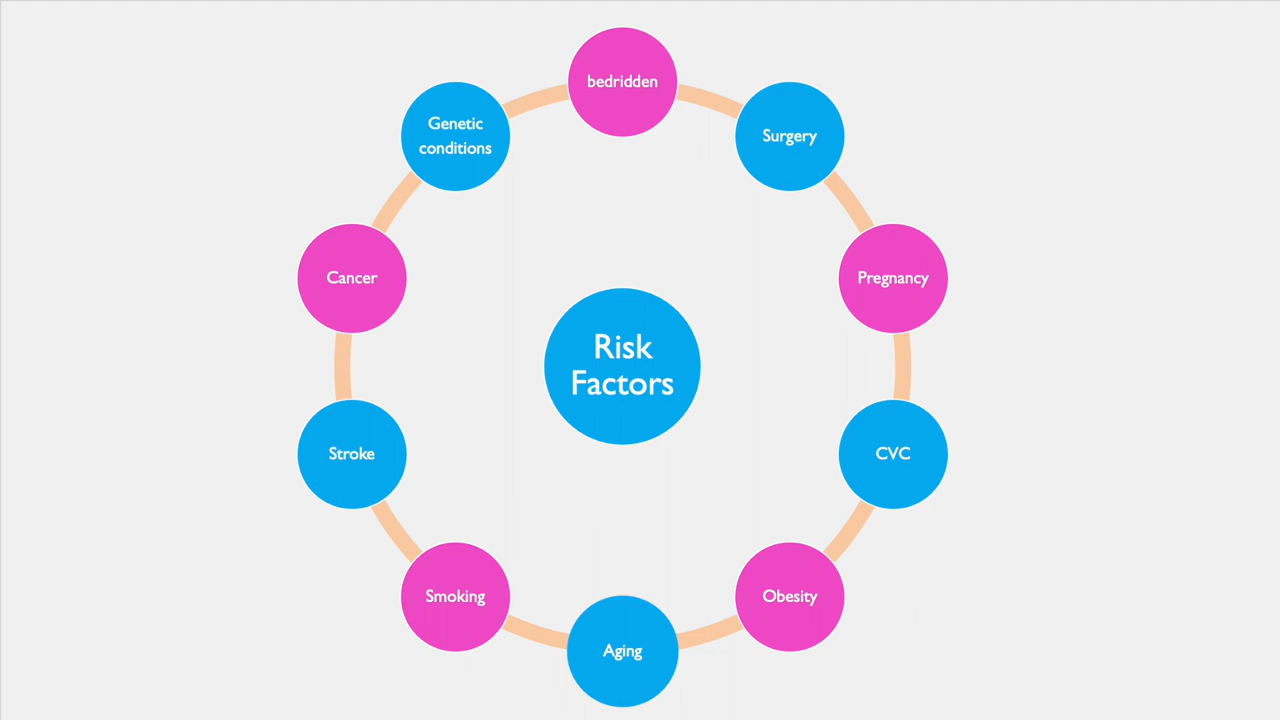 bedridden
Surgery
Pregnancy
CVC
Obesity
Aging
Smoking
Stroke
Cancer
Genetic
conditions
Risk
Factors